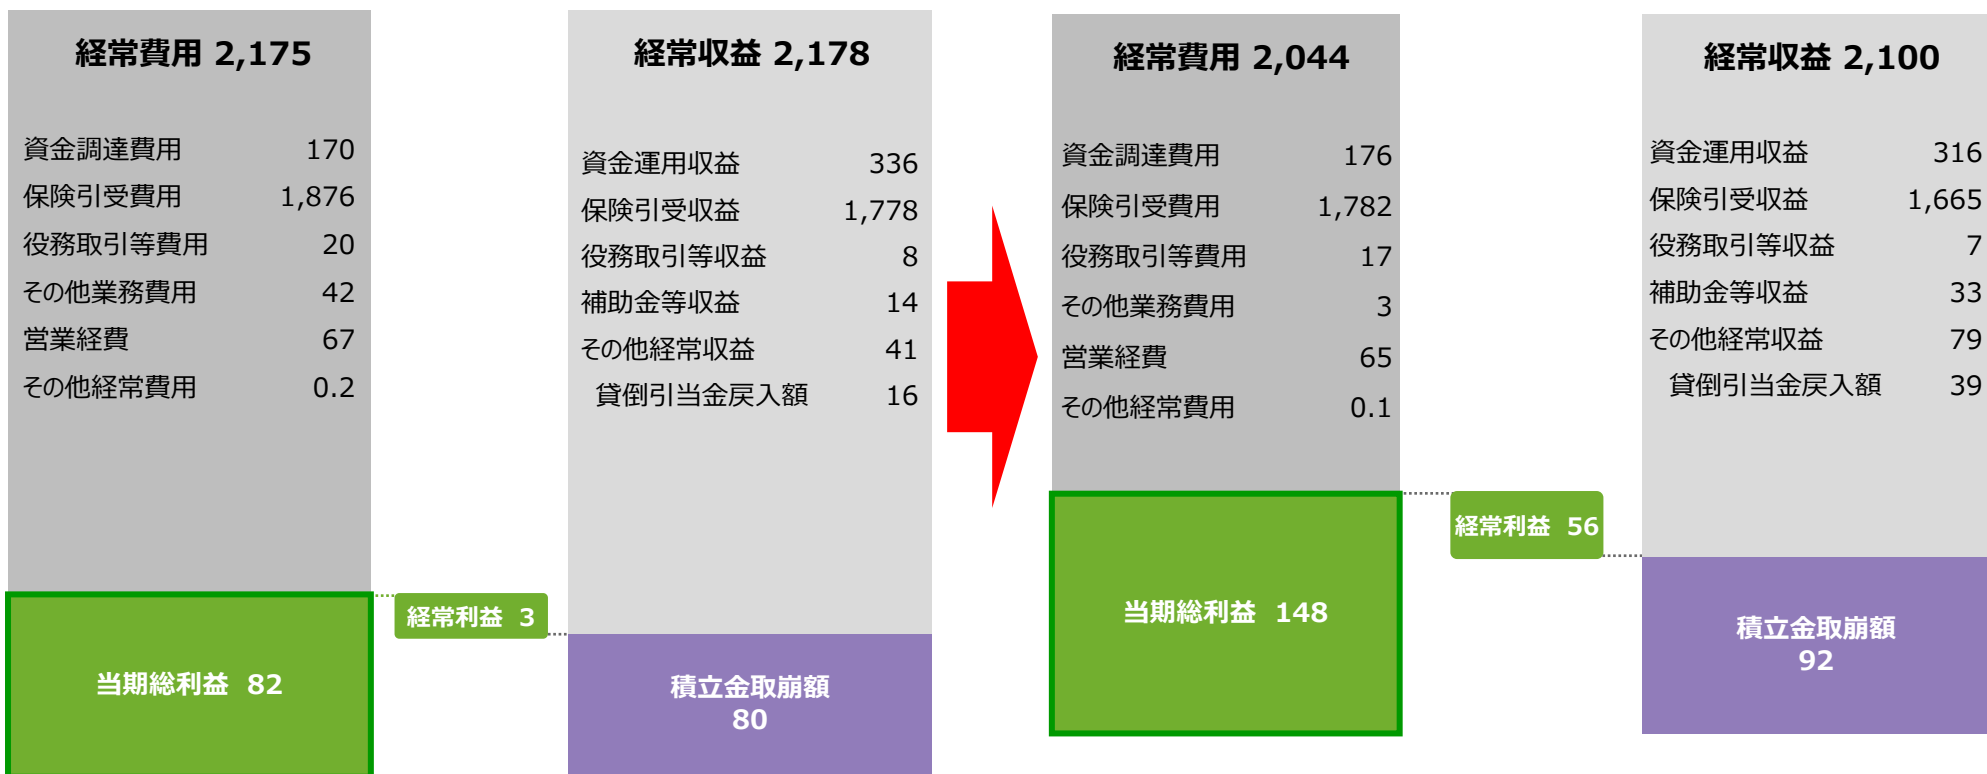 経常費用 2,175
資金調達費用 170
保険引受費用 1,876
役務取引等費用 20
その他業務費用 42
営業経費 67
その他経常費用 0.2
当期総利益 82
経常利益 3
経常収益 2,178
資金運用収益 336
保険引受収益 1,778
役務取引等収益 8
補助金等収益 14
その他経常収益 41
貸倒引当金戻入額 16
積立金取崩額
80
経常費用 2,044
資金調達費用 176
保険引受費用 1,782
役務取引等費用 17
その他業務費用 3
営業経費 65
その他経常費用 0.1
当期総利益 148
経常利益 56
経常収益 2,100
資金運用収益 316
保険引受収益 1,665
役務取引等収益 7
補助金等収益 33
その他経常収益 79
貸倒引当金戻入額 39
積立金取崩額
92